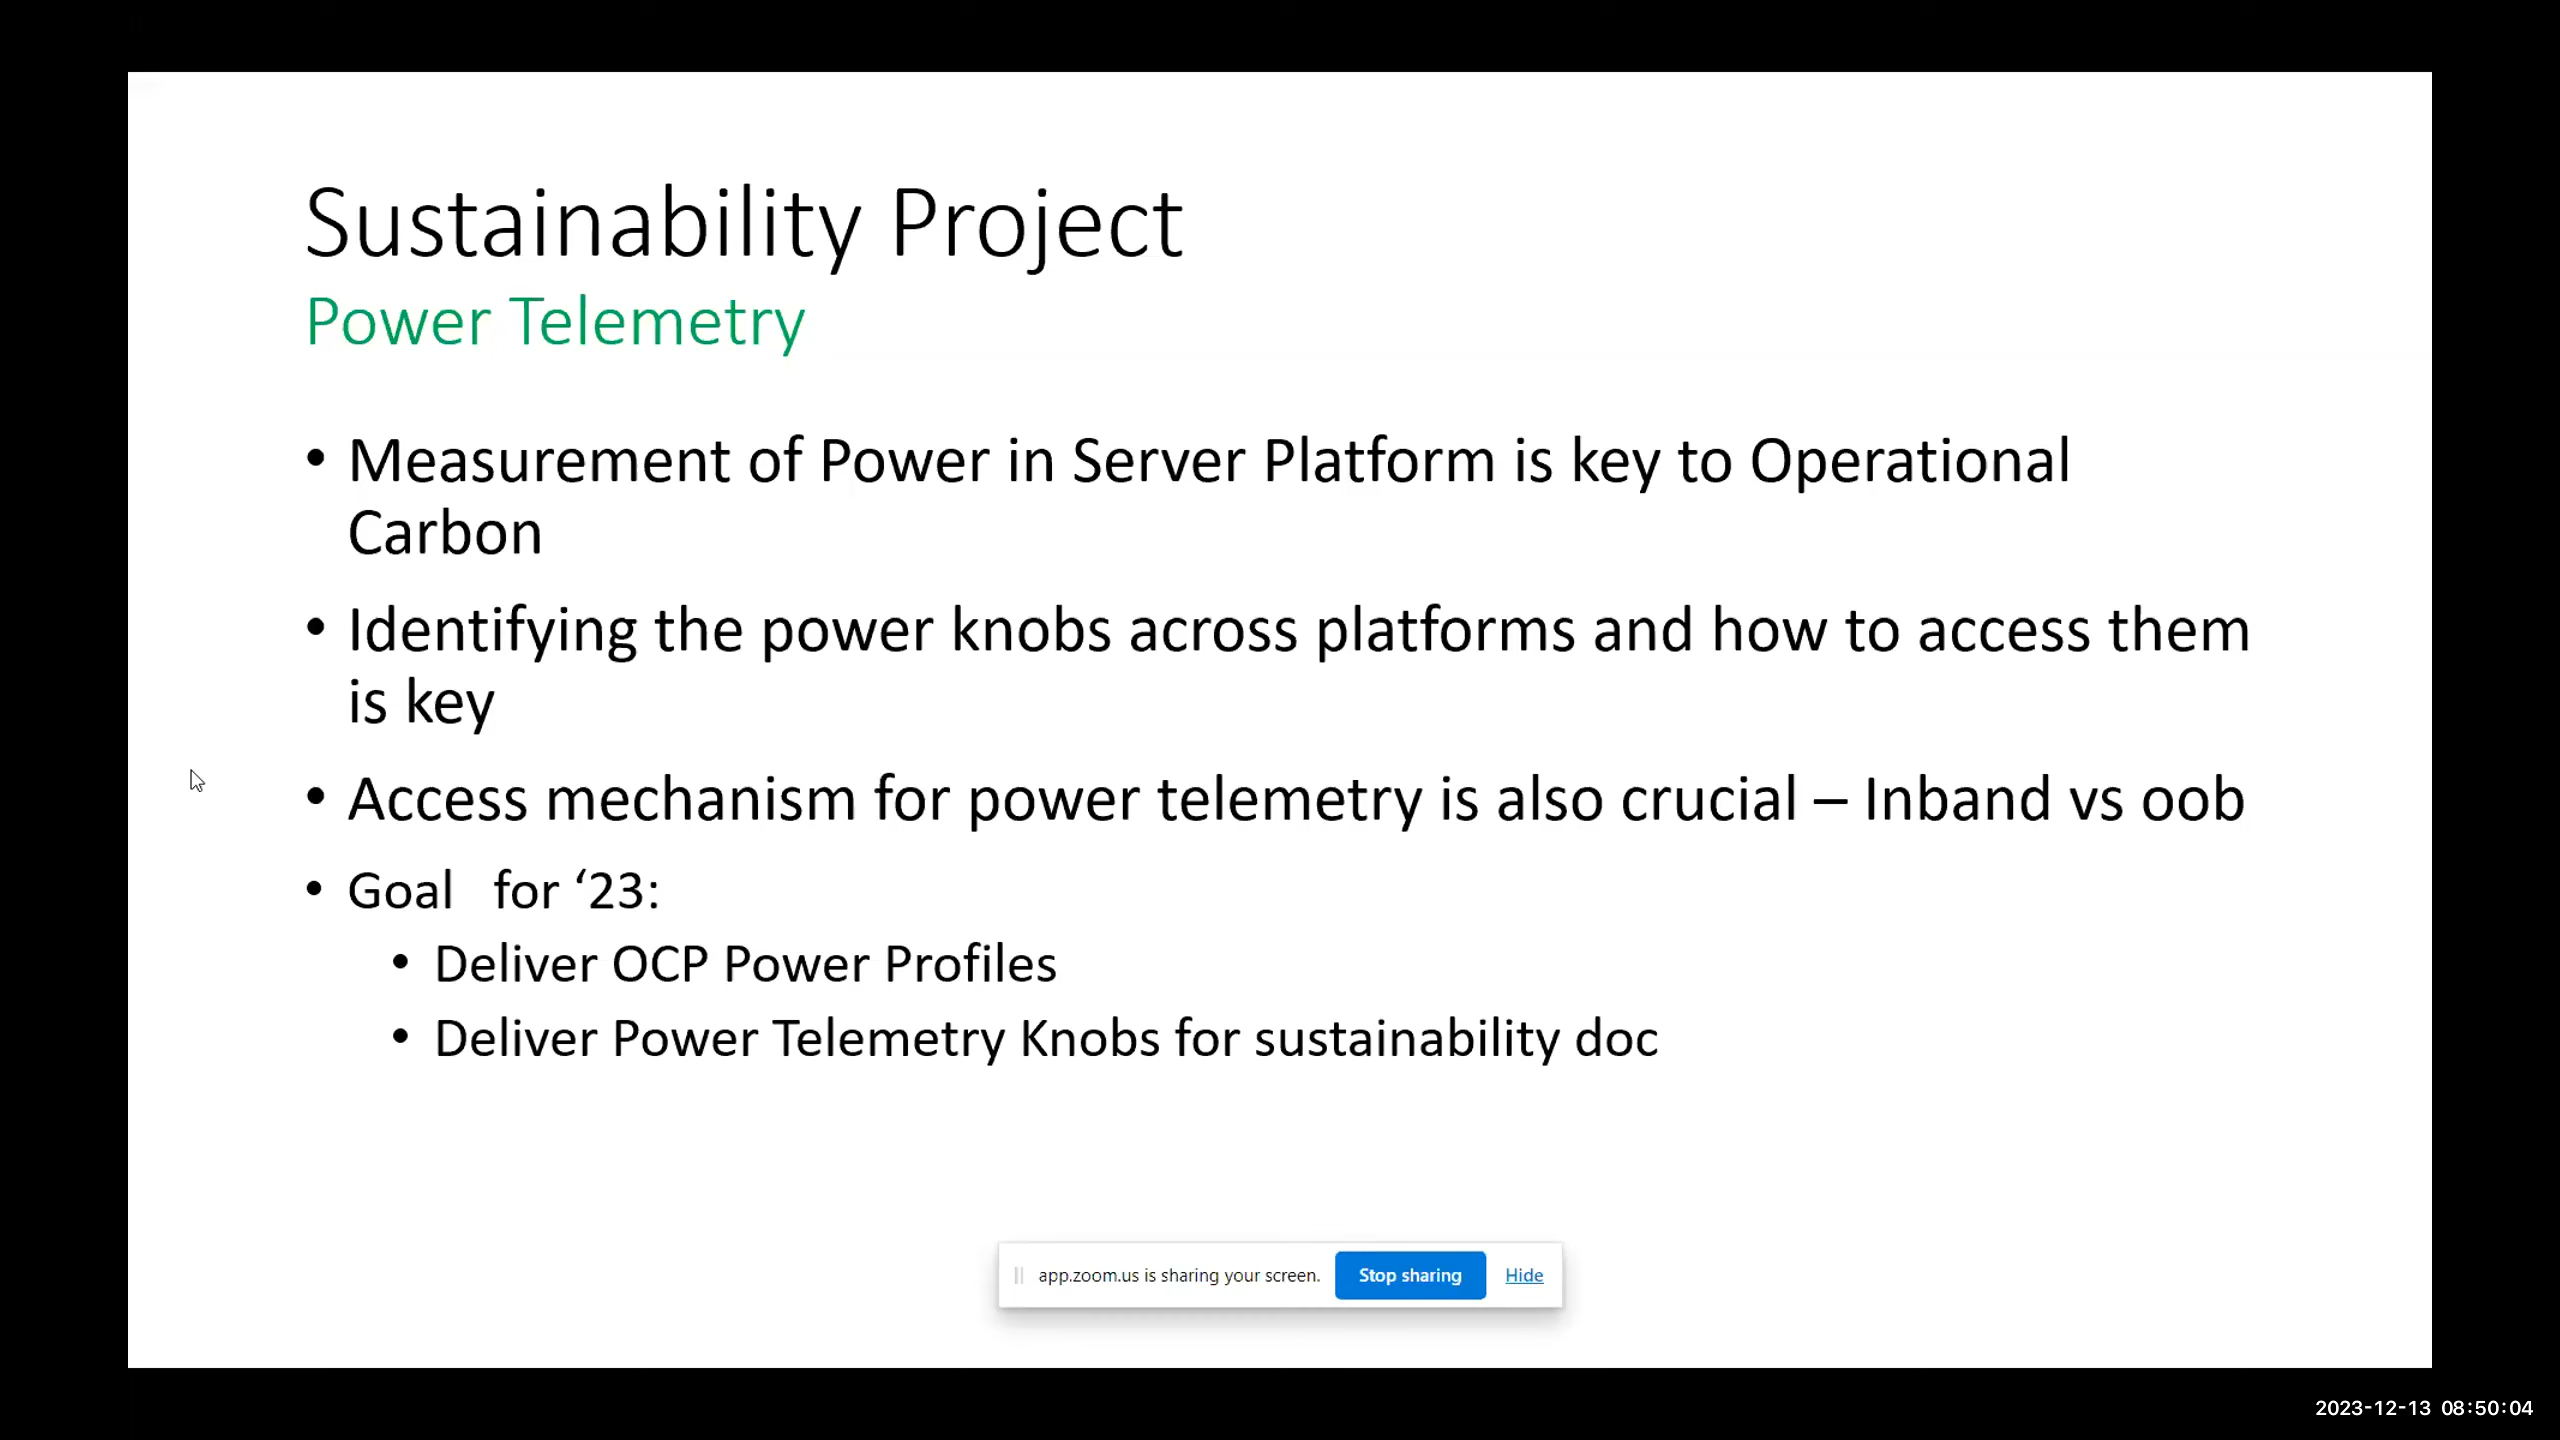 Sustainability Project
Power Telemetry
• Measurement of Power in Server Platform is key to Operational
Carbon
• Identifying the power knobs across platforms and how to access them
is key
• Access mechanism for power telemetry is also crucial – Inband vs oob
• Goal   for ‘23:
• Deliver OCP Power Profiles
• Deliver Power Telemetry Knobs for sustainability doc
app.zoom.us is sharing your screen. Stop sharing Hide
2023-12-13 08:50:04